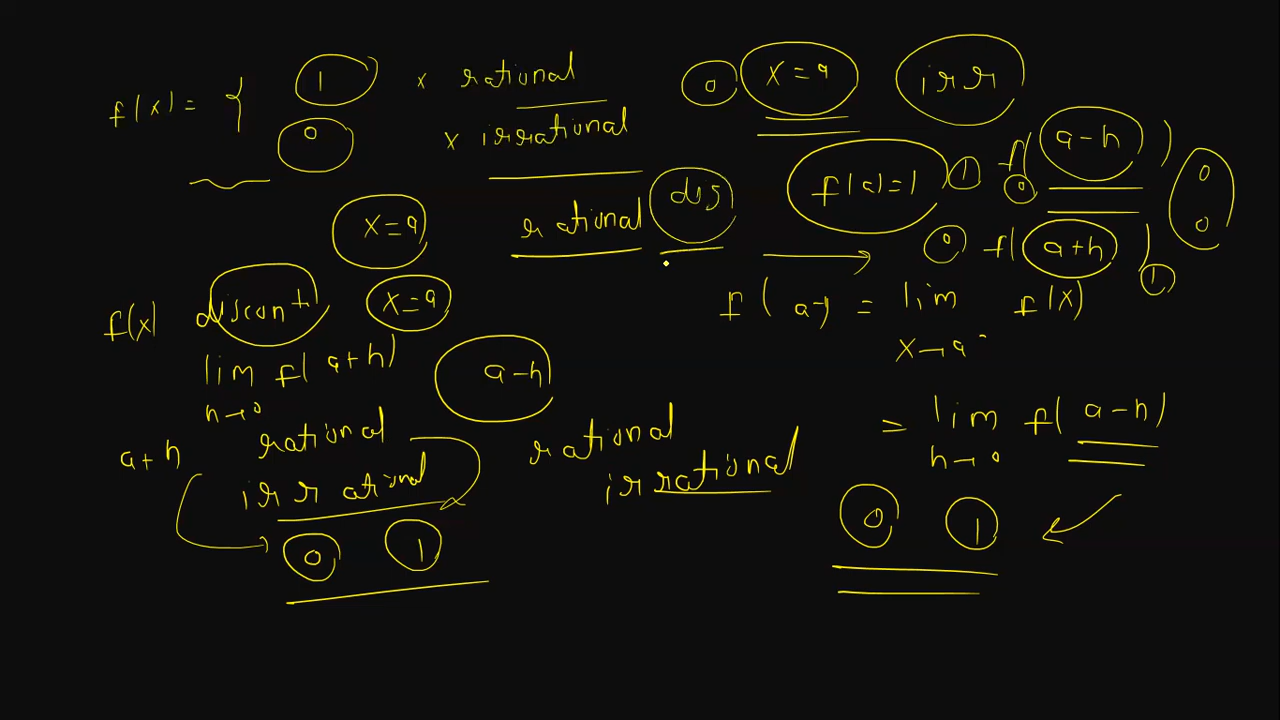 f(x) = { 1 x rational
0 x irrational
0 x=a irr
f(a)=1 1 f(a-h) 0
0
0 f(a+h) 1 0
x=a rational dis
f(x) discont x=a
lim f(a+h) a-h
h→0
a+h rational
irrational
0 1
rational
irrational
f(a-) = lim f(x)
x→a-
= lim f(a-h)
h→0
0 1